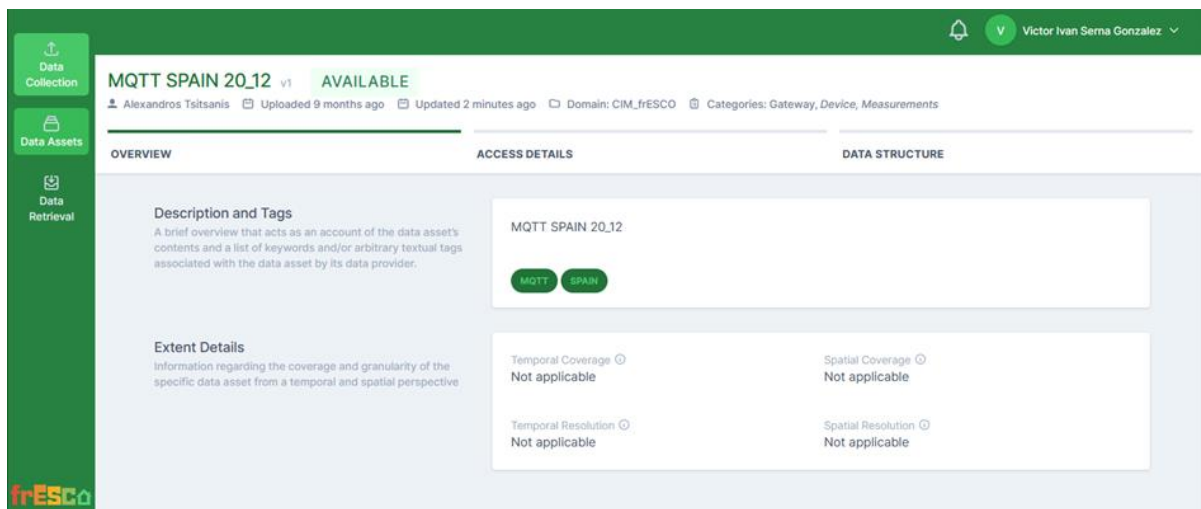 V Victor Ivan Serna Gonzalez
Data
Collection
Data Assets
Data
Retrieval
MQTT SPAIN 20_12 v1 AVAILABLE
Alexandros Tsitsanis Uploaded 9 months ago Updated 2 minutes ago Domain: CIM_frESCO Categories: Gateway, Device, Measurements
OVERVIEW ACCESS DETAILS DATA STRUCTURE
Description and Tags
A brief overview that acts as an account of the data asset's
contents and a list of keywords and/or arbitrary textual tags
associated with the data asset by its data provider.
MQTT SPAIN 20_12
MQTT SPAIN
Extent Details
Information regarding the coverage and granularity of the
specific data asset from a temporal and spatial perspective
Temporal Coverage Spatial Coverage
Not applicable Not applicable
Temporal Resolution Spatial Resolution
Not applicable Not applicable
frESCO